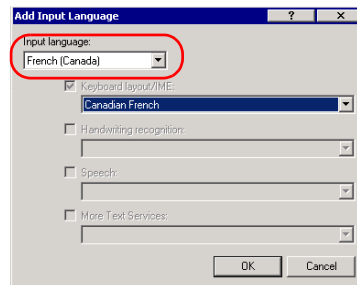 Add Input Language
Input language:
French (Canada)
Keyboard layout/IME:
Canadian French
Handwriting recognition:
Speech:
More Text Services:
OK Cancel